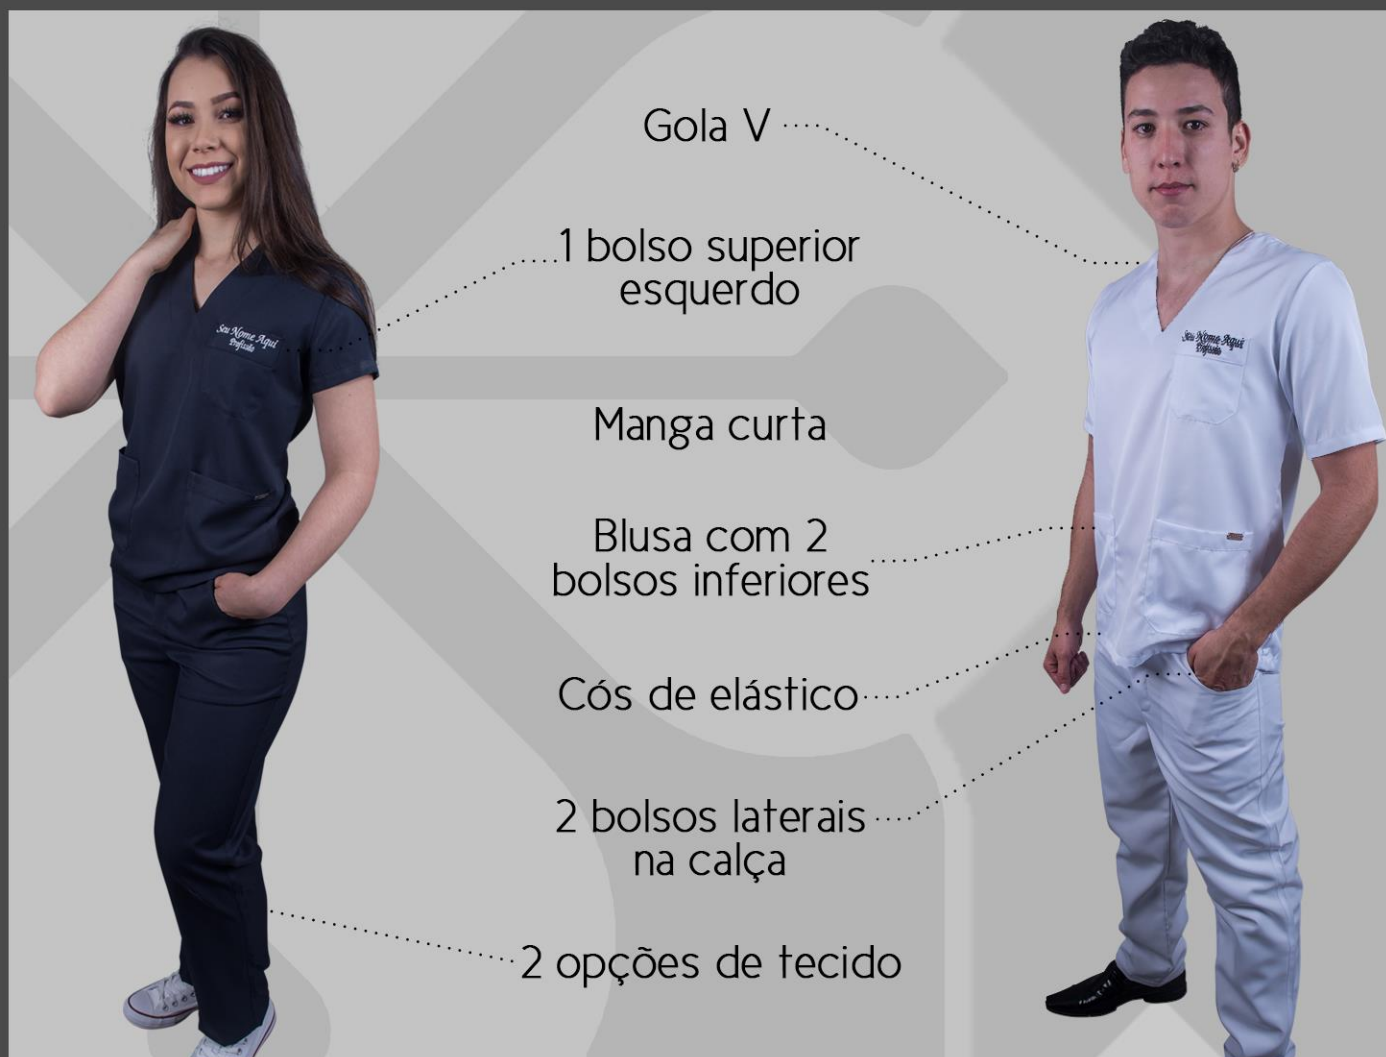 Gola V
1 bolso superior
esquerdo
Seu Nome Aqui
Profissão
Seu Nome Aqui
Profissão
Manga curta
Blusa com 2
bolsos inferiores
Cós de elástico
2 bolsos laterais
na calça
2 opções de tecido